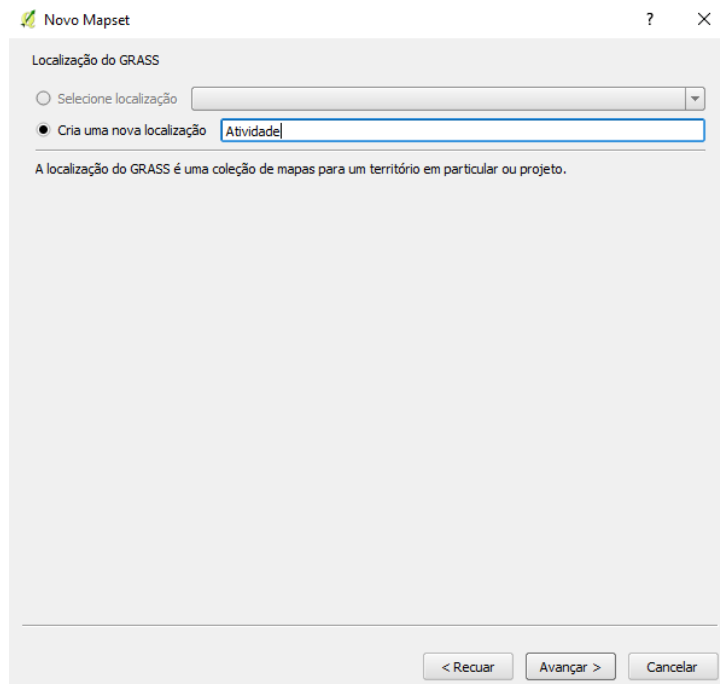 Novo Mapset ? X
Localização do GRASS
Selecione localização
Cria uma nova localização Atividade
A localização do GRASS é uma coleção de mapas para um território em particular ou projeto.
< Recuar Avançar > Cancelar